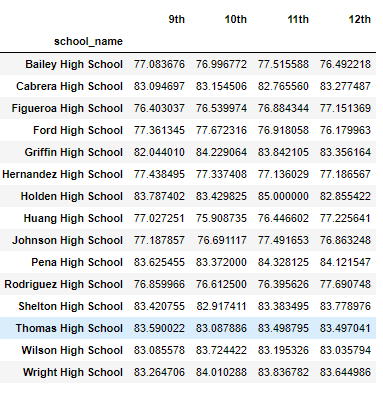 9th 10th 11th 12th
school_name
Bailey High School 77.083676 76.996772 77.515588 76.492218
Cabrera High School 83.094697 83.154506 82.765560 83.277487
Figueroa High School 76.403037 76.539974 76.884344 77.151369
Ford High School 77.361345 77.672316 76.918058 76.179963
Griffin High School 82.044010 84.229064 83.842105 83.356164
Hernandez High School 77.438495 77.337408 77.136029 77.186567
Holden High School 83.787402 83.429825 85.000000 82.855422
Huang High School 77.027251 75.908735 76.446602 77.225641
Johnson High School 77.187857 76.691117 77.491653 76.863248
Pena High School 83.625455 83.372000 84.328125 84.121547
Rodriguez High School 76.859966 76.612500 76.395626 77.690748
Shelton High School 83.420755 82.917411 83.383495 83.778976
Thomas High School 83.590022 83.087886 83.498795 83.497041
Wilson High School 83.085578 83.724422 83.195326 83.035794
Wright High School 83.264706 84.010288 83.836782 83.644986